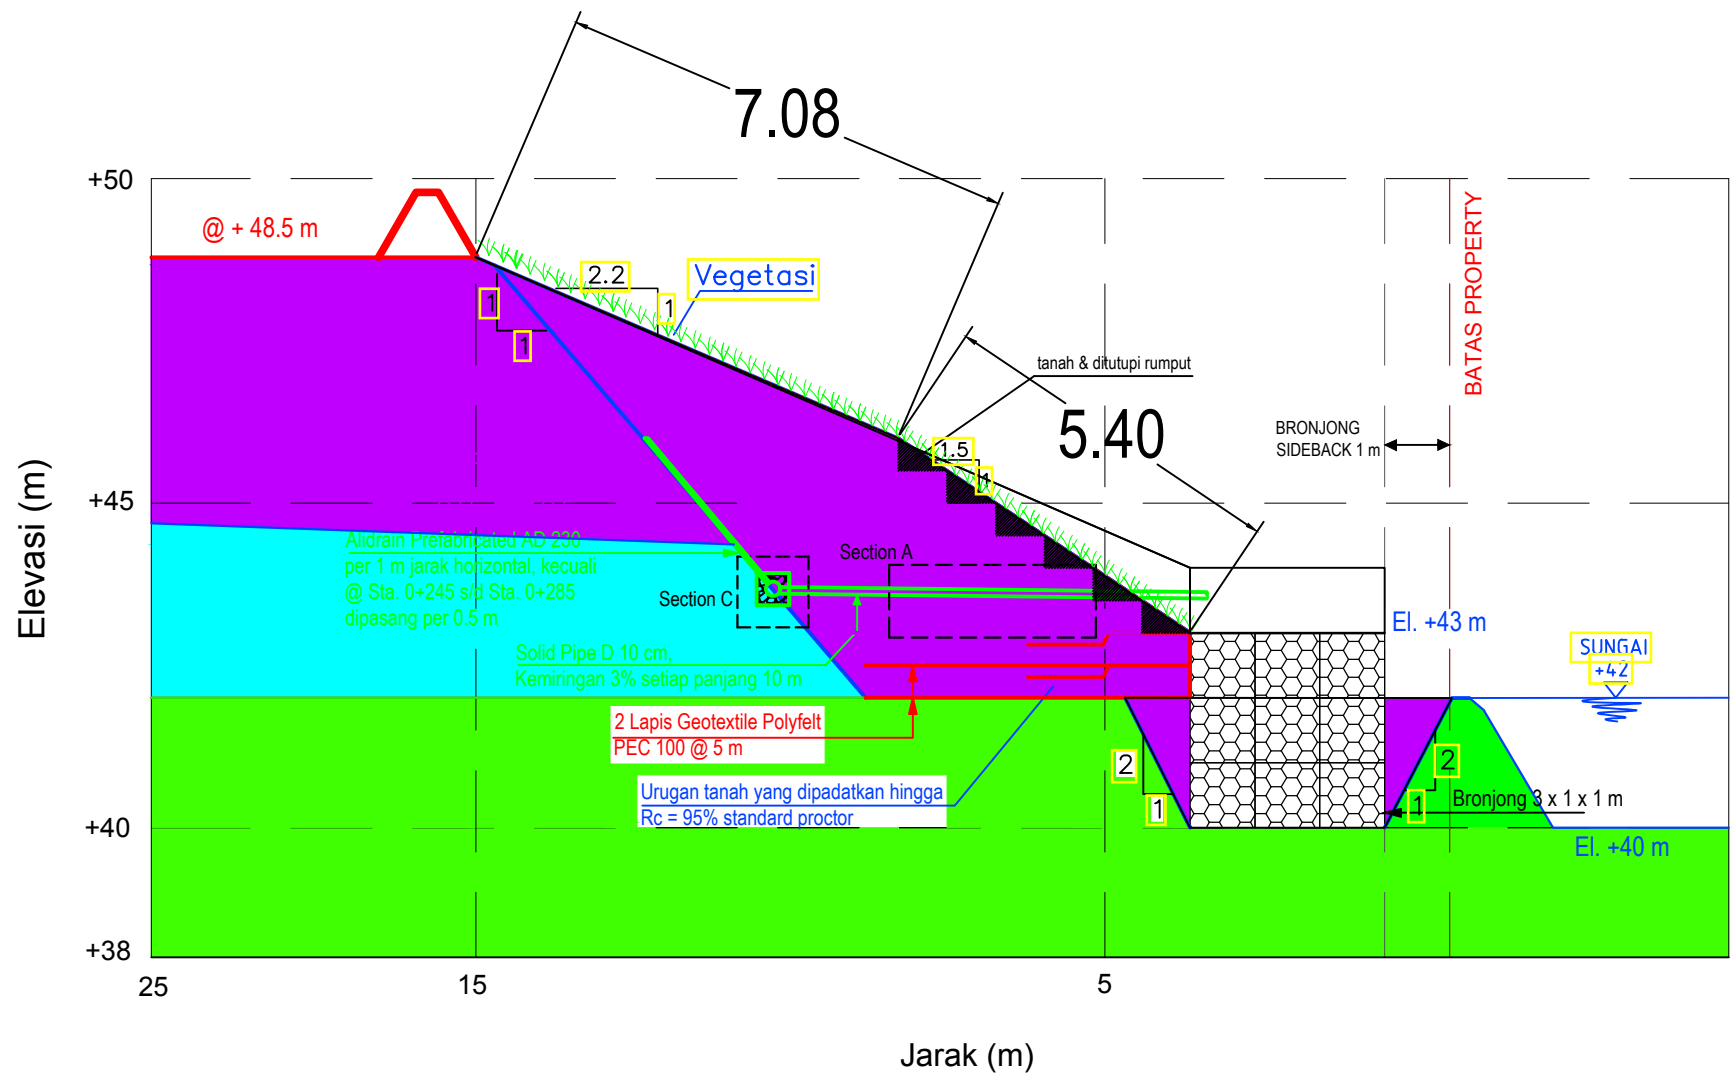 7.08
+50
@ + 48.5 m
BATAS PROPERTY
2.2
Vegetasi
1
1
1
tanah & ditutupi rumput
5.40
BRONJONG
SIDEBACK 1 m
1.5
1
Elevasi (m)
+45
Alidrain Prefabricated AD 230
per 1 m jarak horizontal, kecuali
@ Sta. 0+245 s/d Sta. 0+285
dipasang per 0.5 m
Section A
Section C
El. +43 m
SUNGAI
+42
Solid Pipe D 10 cm,
Kemiringan 3% setiap panjang 10 m
2 Lapis Geotextile Polyfelt
PEC 100 @ 5 m
2
1
2
1
Urugan tanah yang dipadatkan hingga
Rc = 95% standard proctor
Bronjong 3 x 1 x 1 m
+40
El. +40 m
+38
25
15
5
Jarak (m)